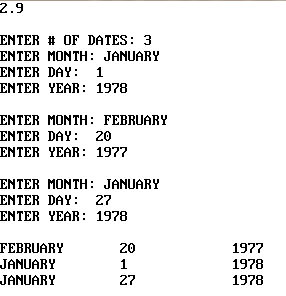 2.9
ENTER # OF DATES: 3
ENTER MONTH: JANUARY
ENTER DAY:  1
ENTER YEAR: 1978
ENTER MONTH: FEBRUARY
ENTER DAY:  20
ENTER YEAR: 1977
ENTER MONTH: JANUARY
ENTER DAY:  27
ENTER YEAR: 1978
FEBRUARY       20            1977
JANUARY        1             1978
JANUARY        27            1978